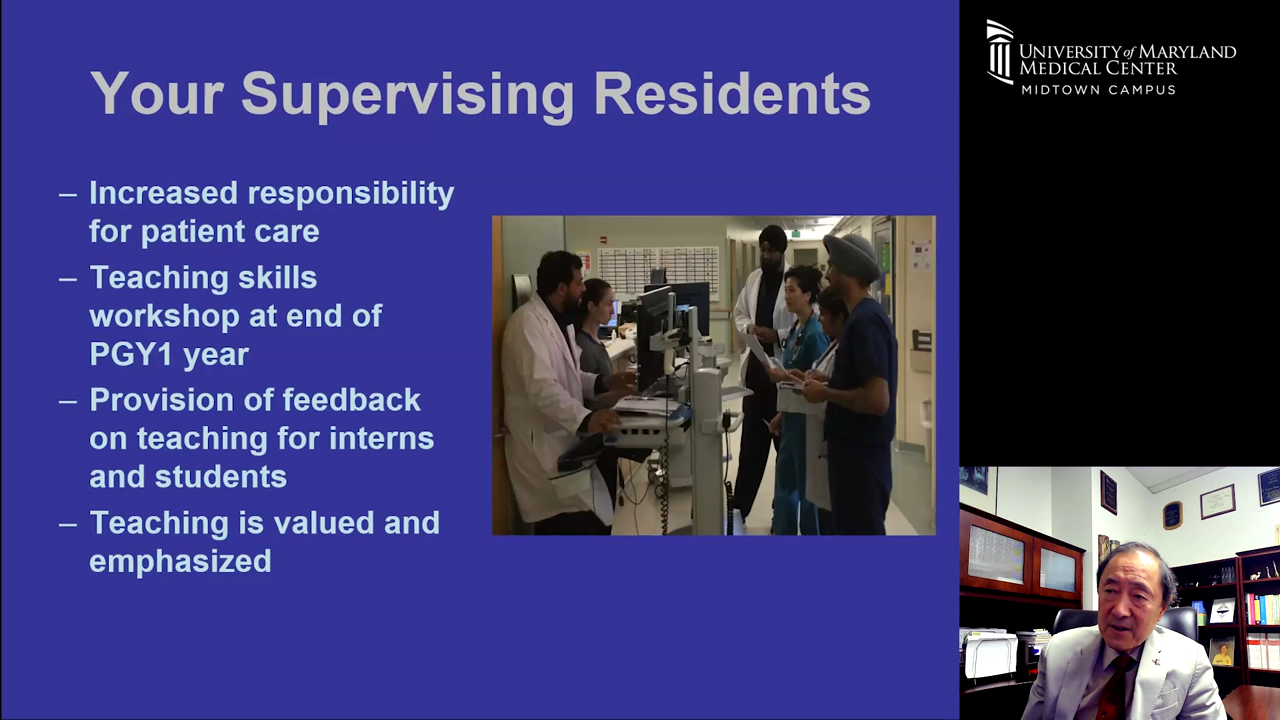 Your Supervising Residents
– Increased responsibility
for patient care
– Teaching skills
workshop at end of
PGY1 year
– Provision of feedback
on teaching for interns
and students
– Teaching is valued and
emphasized
UNIVERSITY of MARYLAND
MEDICAL CENTER
MIDTOWN CAMPUS